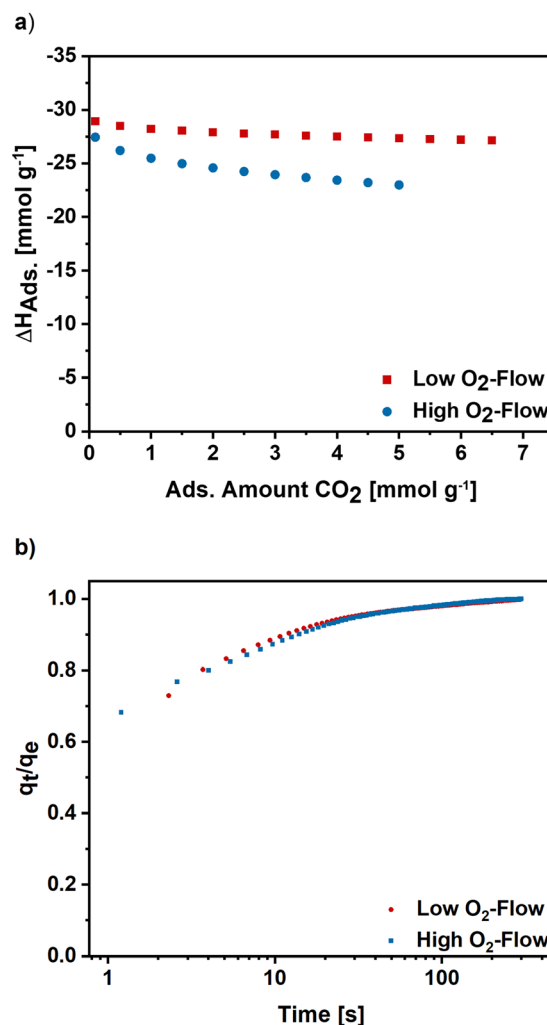 a)
-35
-30
-25
-20
-15
-10
-5
0
ΔHAds. [mmol g⁻¹]
Low O₂-Flow
High O₂-Flow
0 1 2 3 4 5 6 7
Ads. Amount CO₂ [mmol g⁻¹]
b)
1.0
0.8
0.6
0.4
0.2
0.0
qt/qe
Low O₂-Flow
High O₂-Flow
1 10 100
Time [s]